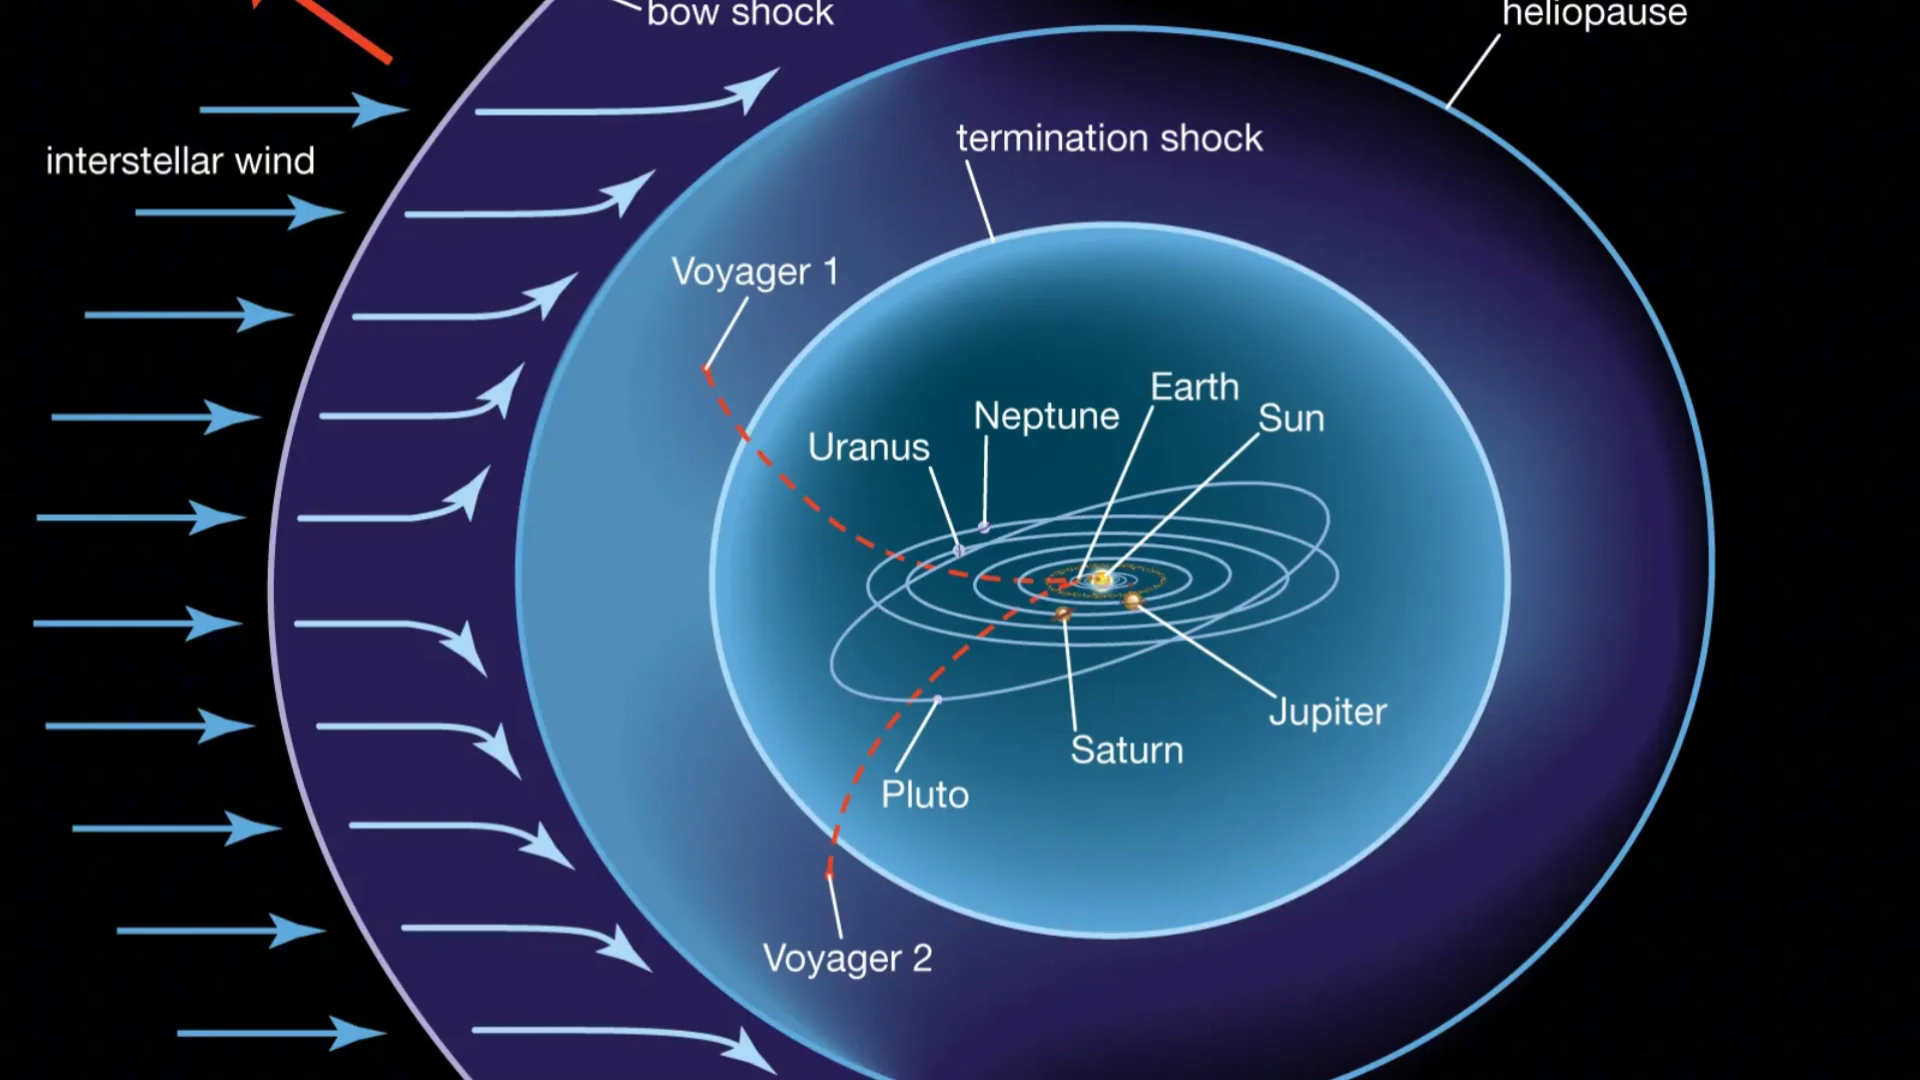 bow shock
heliopause
termination shock
interstellar wind
Voyager 1
Earth
Neptune
Sun
Uranus
Jupiter
Saturn
Pluto
Voyager 2